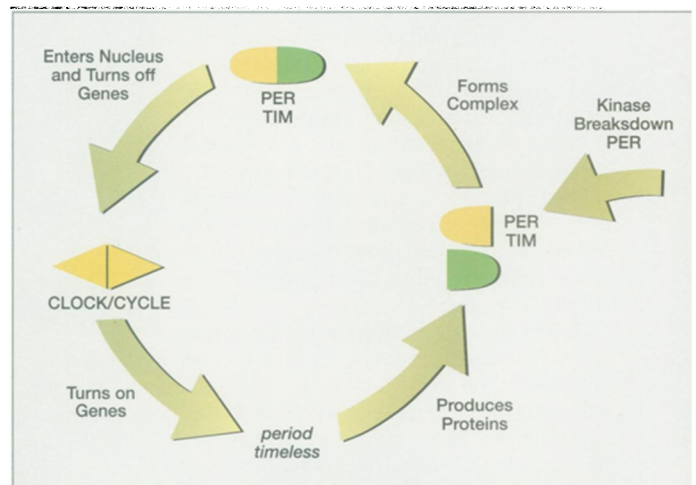 Enters Nucleus
and Turns off
Genes
PER
TIM
Forms
Complex
Kinase
Breaksdown
PER
PER
TIM
CLOCK/CYCLE
Turns on
Genes
period
timeless
Produces
Proteins